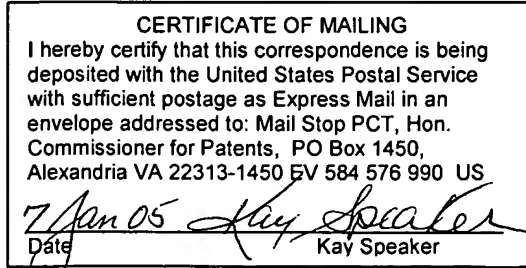 CERTIFICATE OF MAILING
I hereby certify that this correspondence is being
deposited with the United States Postal Service
with sufficient postage as Express Mail in an
envelope addressed to: Mail Stop PCT, Hon.
Commissioner for Patents, PO Box 1450,
Alexandria VA 22313-1450 EV 584 576 990 US
7 Jan 05 Kay Speaker
Date Kay Speaker